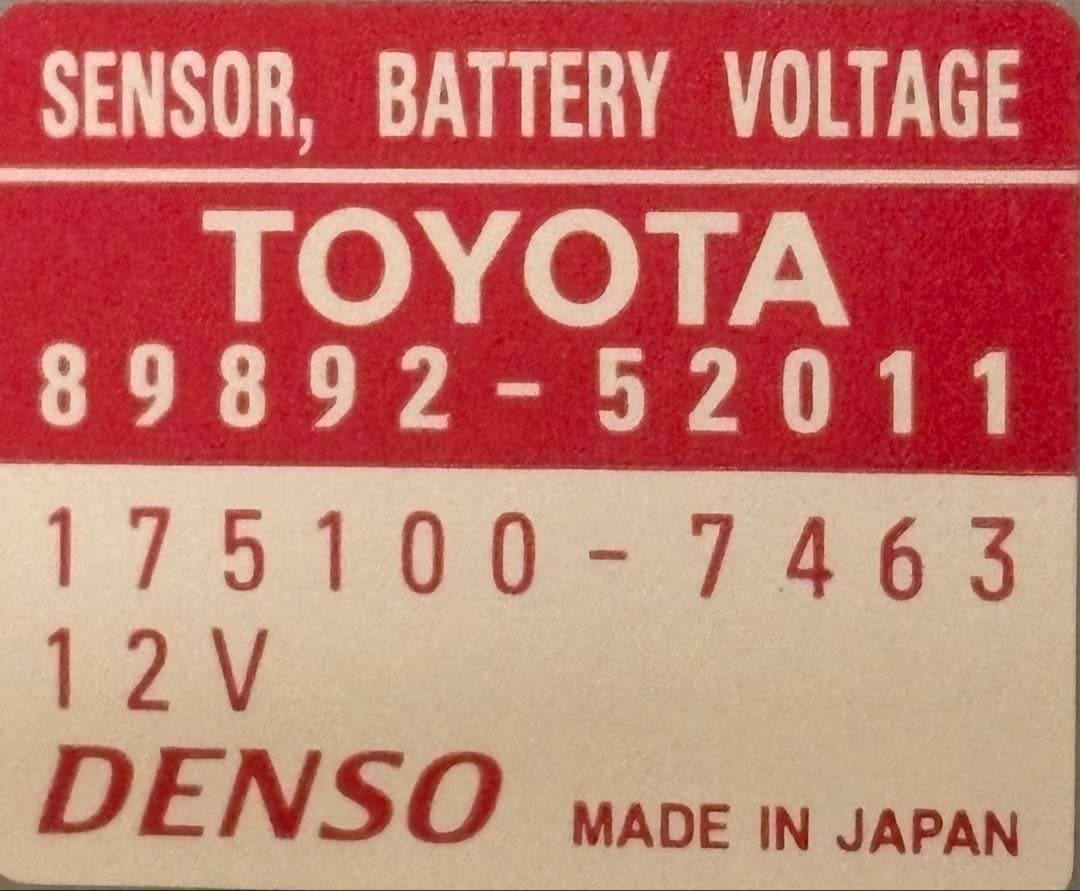 SENSOR, BATTERY VOLTAGE
TOYOTA
89892-52011
175100-7463
12V
DENSO MADE IN JAPAN